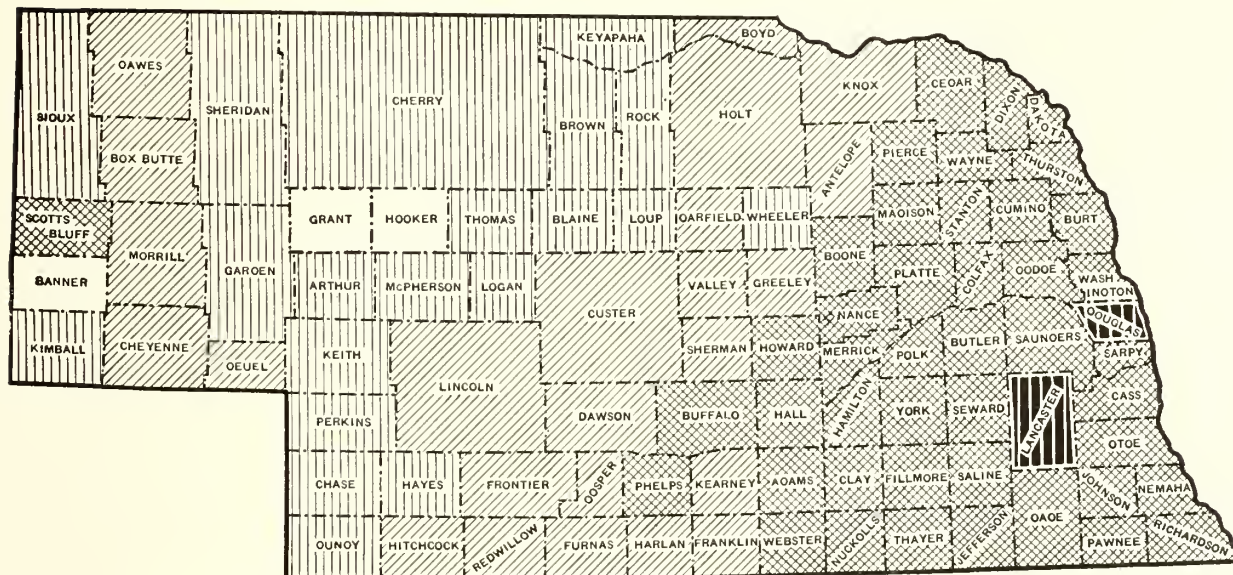 KEYAPAHA
BOYD
OAWES
SHERIDAN
CHERRY
KNOX
CEOAR
DIXON
DAKOTA
SIOUX
BROWN
ROCK
HOLT
BOX BUTTE
ANTELOPE
PIERCE
WAYNE
THURSTON
SCOTTS
BLUFF
GRANT
HOOKER
THOMAS
BLAINE
LOUP
OARFIELD
WHEELER
MAOISON
STANTON
CUMINO
BURT
MORRILL
GAROEN
BOONE
PLATTE
COLFAX
OODOE
WASH
INOTON
BANNER
ARTHUR
McPHERSON
LOGAN
CUSTER
VALLEY
GREELEY
NANCE
DOUGLAS
KIMBALL
CHEYENNE
OEUEL
KEITH
LINCOLN
SHERMAN
HOWARD
MERRICK
POLK
BUTLER
SAUNDERS
SARPY
PERKINS
DAWSON
BUFFALO
HALL
HAMILTON
YORK
SEWARD
LANCASTER
CASS
OTOE
CHASE
HAYES
FRONTIER
OOSPER
PHELPS
KEARNEY
AOAMS
CLAY
FILLMORE
SALINE
JOHNSON
NEMAHA
OUNOY
HITCHCOCK
REDWILLOW
FURNAS
HARLAN
FRANKLIN
WEBSTER
NUCKOLLS
THAYER
JEFFERSON
OAOE
PAWNEE
RICHARDSON